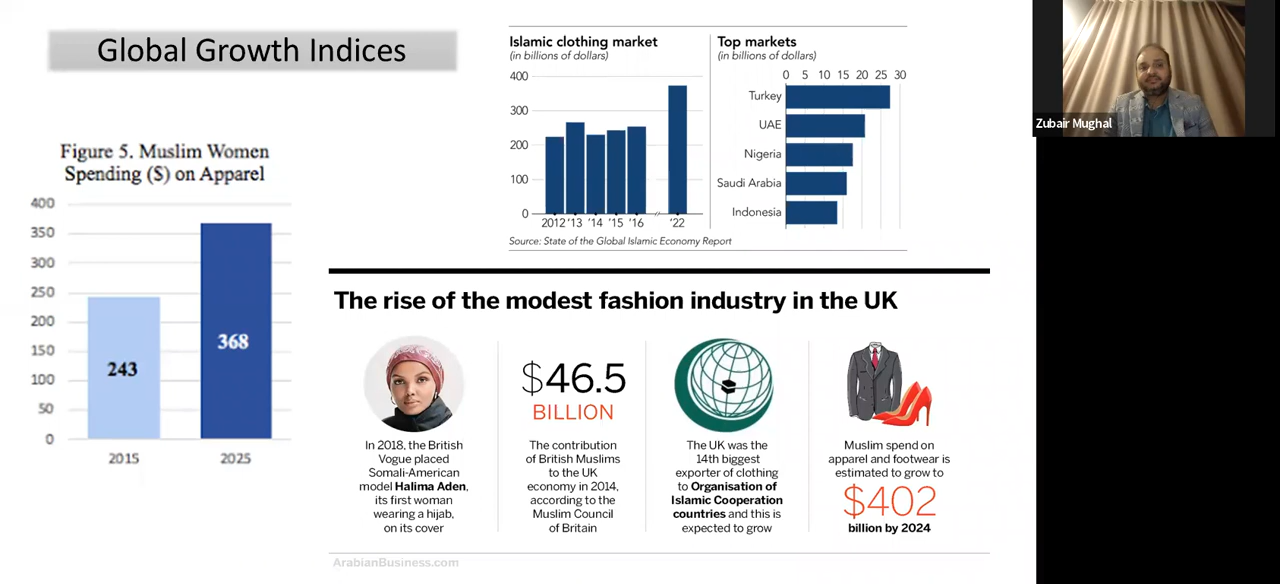 Global Growth Indices
Figure 5. Muslim Women
Spending ($) on Apparel
400
350
300
250
200
150
100
50
0
243
368
2015
2025
Islamic clothing market
(in billions of dollars)
400
300
200
100
0
2012 '13 '14 '15 '16 '22
Top markets
(in billions of dollars)
0 5 10 15 20 25 30
Turkey
UAE
Nigeria
Saudi Arabia
Indonesia
Source: State of the Global Islamic Economy Report
The rise of the modest fashion industry in the UK
In 2018, the British
Vogue placed
Somali-American
model Halima Aden,
its first woman
wearing a hijab,
on its cover
$46.5
BILLION
The contribution
of British Muslims
to the UK
economy in 2014,
according to the
Muslim Council
of Britain
The UK was the
14th biggest
exporter of clothing
to Organisation of
Islamic Cooperation
countries and this is
expected to grow
Muslim spend on
apparel and footwear is
estimated to grow to
$402
billion by 2024
ArabianBusiness.com
Zubair Mughal